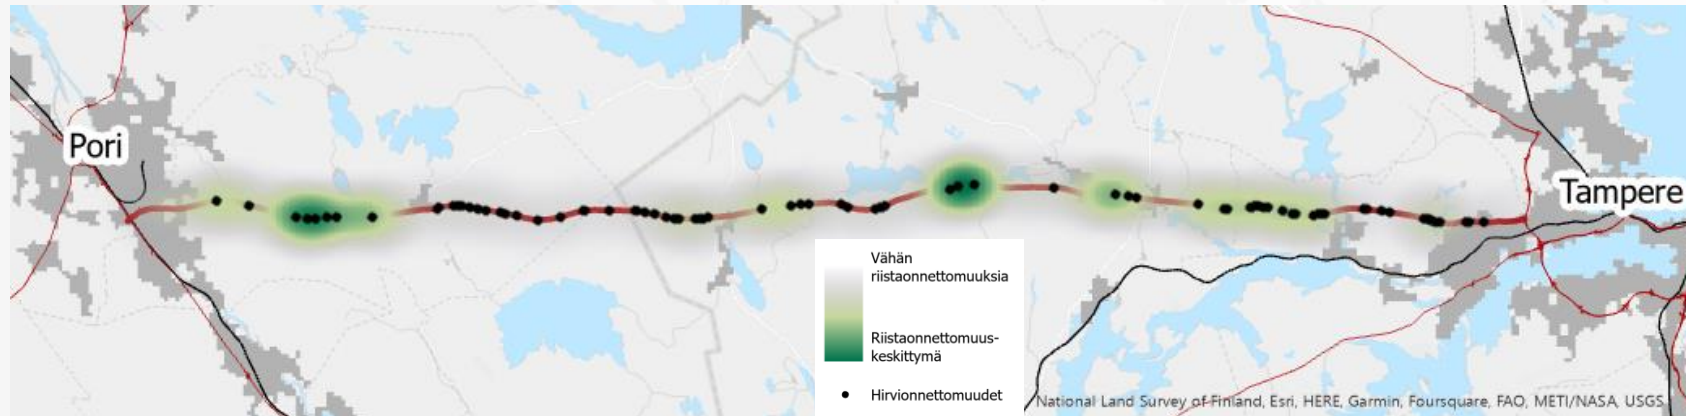 Pori
Tampere
Vähän
riistaonnettomuuksia
Riistaonnettomuus-
keskittymä
Hirvionnettomuudet
National Land Survey of Finland, Esri, HERE, Garmin, Foursquare, FAO, METI/NASA, USGS